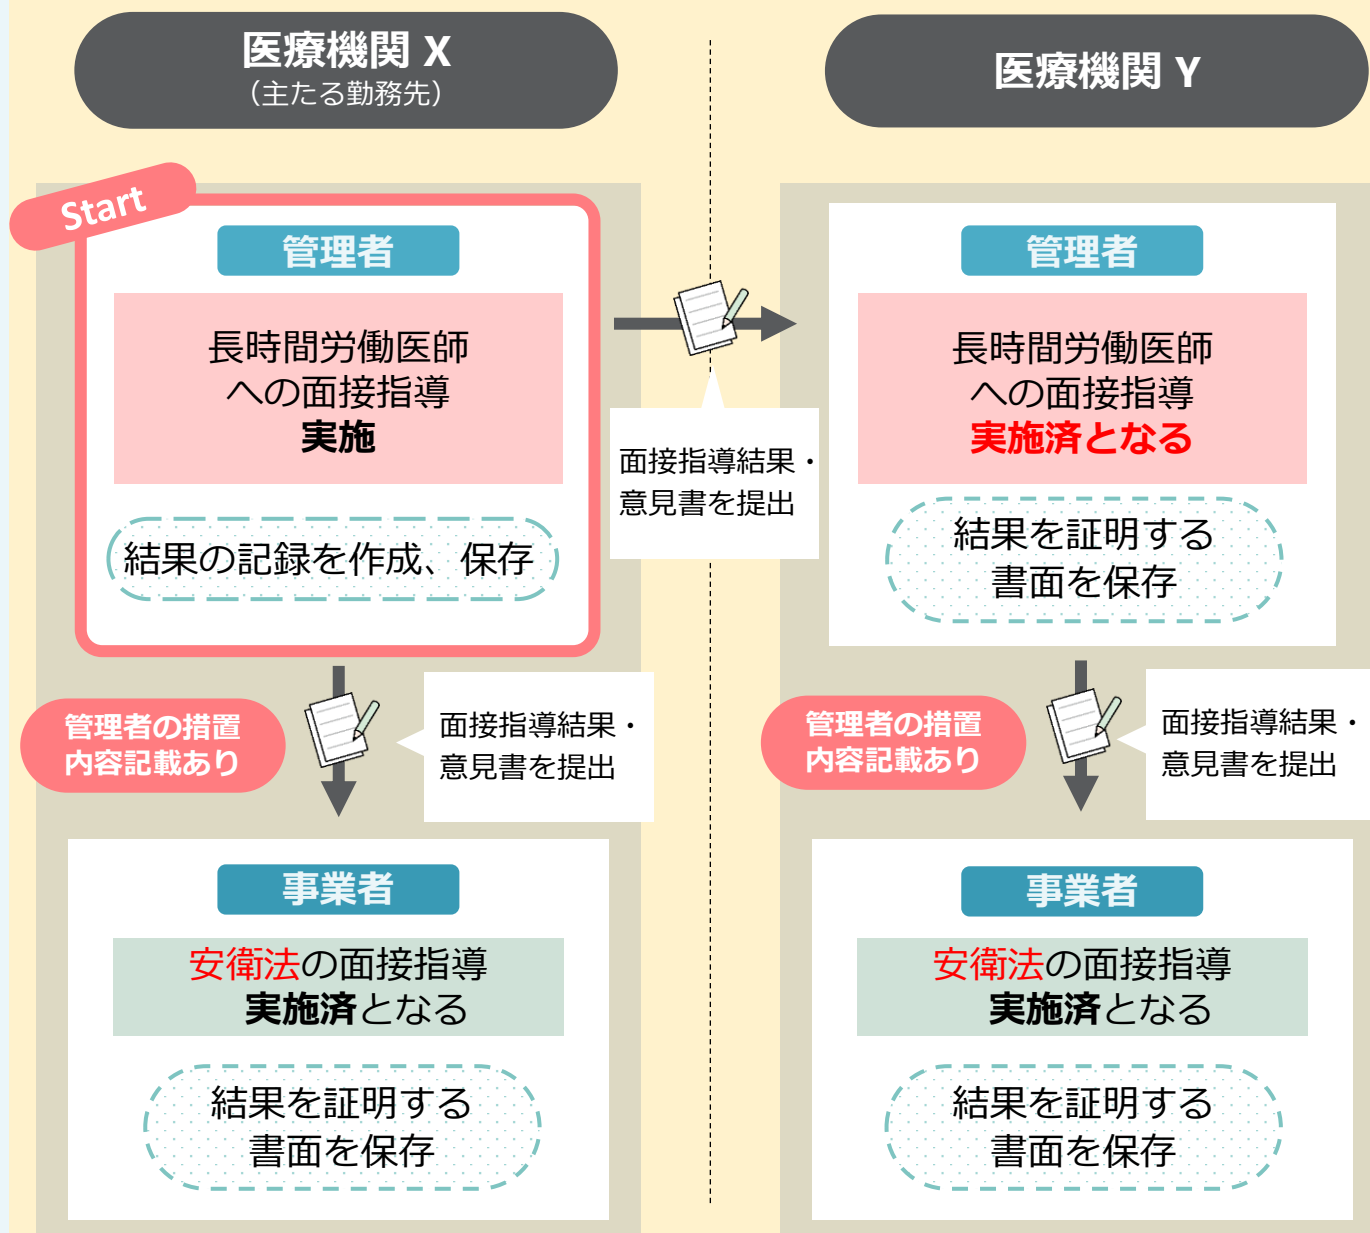 医療機関 X
（主たる勤務先）
Start
管理者
長時間労働医師
への面接指導
実施
結果の記録を作成、保存
面接指導結果・
意見書を提出
管理者の措置
内容記載あり
面接指導結果・
意見書を提出
事業者
安衛法の面接指導
実施済となる
結果を証明する
書面を保存
医療機関 Y
管理者
長時間労働医師
への面接指導
実施済となる
結果を証明する
書面を保存
管理者の措置
内容記載あり
面接指導結果・
意見書を提出
事業者
安衛法の面接指導
実施済となる
結果を証明する
書面を保存